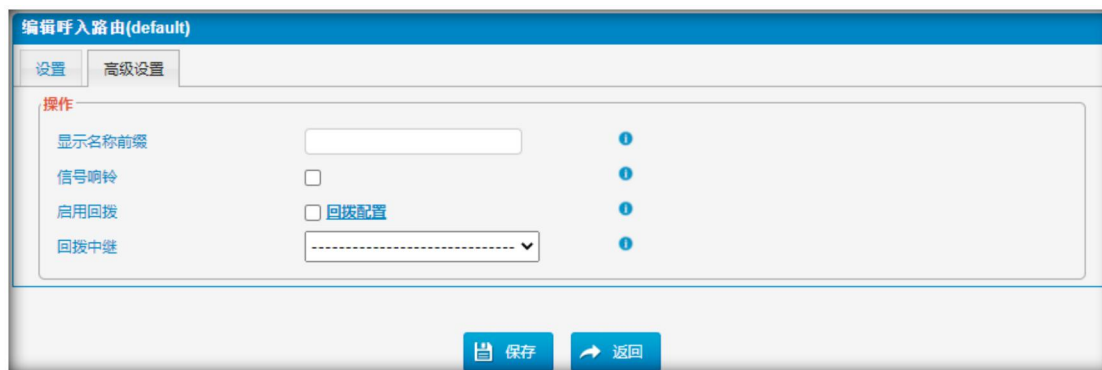 编辑呼入路由(default)
设置 高级设置
操作
显示名称前缀
信号响铃
启用回拨 回拨配置
回拨中继 ------------------------------
保存 返回